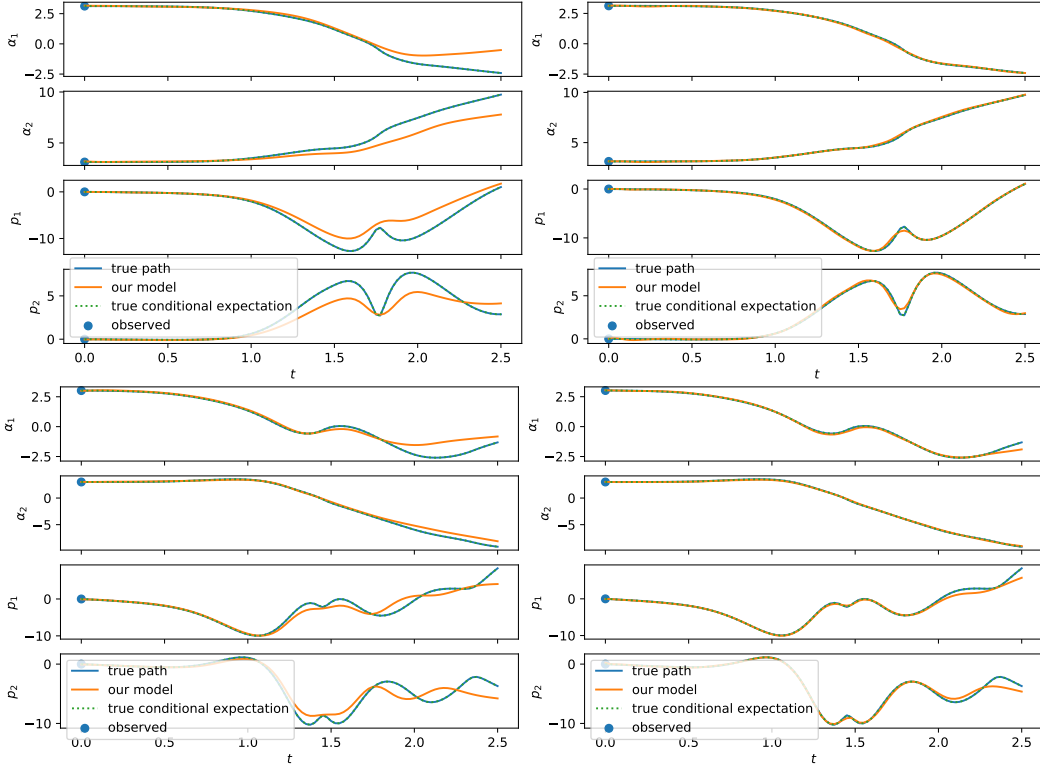 2.5
0.0
−2.5
α1
10
5
α2
0
−10
p1
5
0
p2
true path
our model
true conditional expectation
observed
0.0 0.5 1.0 1.5 2.0 2.5
t
2.5
0.0
−2.5
α1
10
5
α2
0
−10
p1
5
0
p2
true path
our model
true conditional expectation
observed
0.0 0.5 1.0 1.5 2.0 2.5
t
2.5
0.0
−2.5
α1
0
−5
α2
0
−10
p1
0
−10
p2
true path
our model
true conditional expectation
observed
0.0 0.5 1.0 1.5 2.0 2.5
t
2.5
0.0
−2.5
α1
0
−5
α2
0
−10
p1
0
−10
p2
true path
our model
true conditional expectation
observed
0.0 0.5 1.0 1.5 2.0 2.5
t